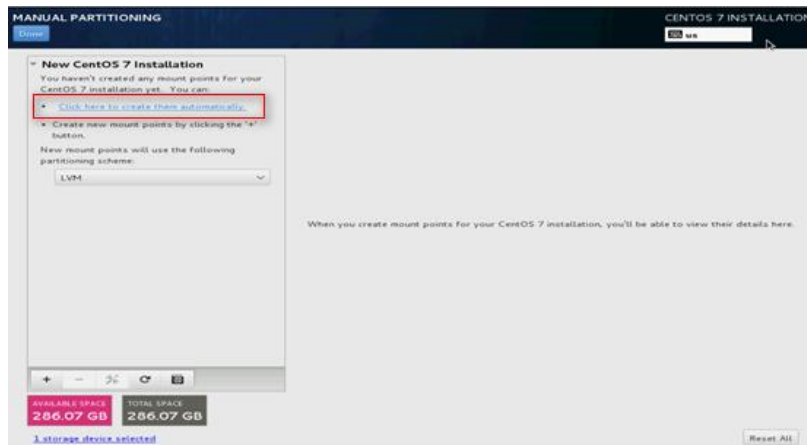 MANUAL PARTITIONING
Done
CENTOS 7 INSTALLATION
us
New CentOS 7 Installation
You haven't created any mount points for your
CentOS 7 installation yet. You can:
• Click here to create them automatically.
• Create new mount points by clicking the '+'
button.
New mount points will use the following
partitioning scheme:
LVM
When you create mount points for your CentOS 7 installation, you'll be able to view their details here.
+ -
AVAILABLE SPACE
286.07 GB
TOTAL SPACE
286.07 GB
1 storage device selected
Reset All